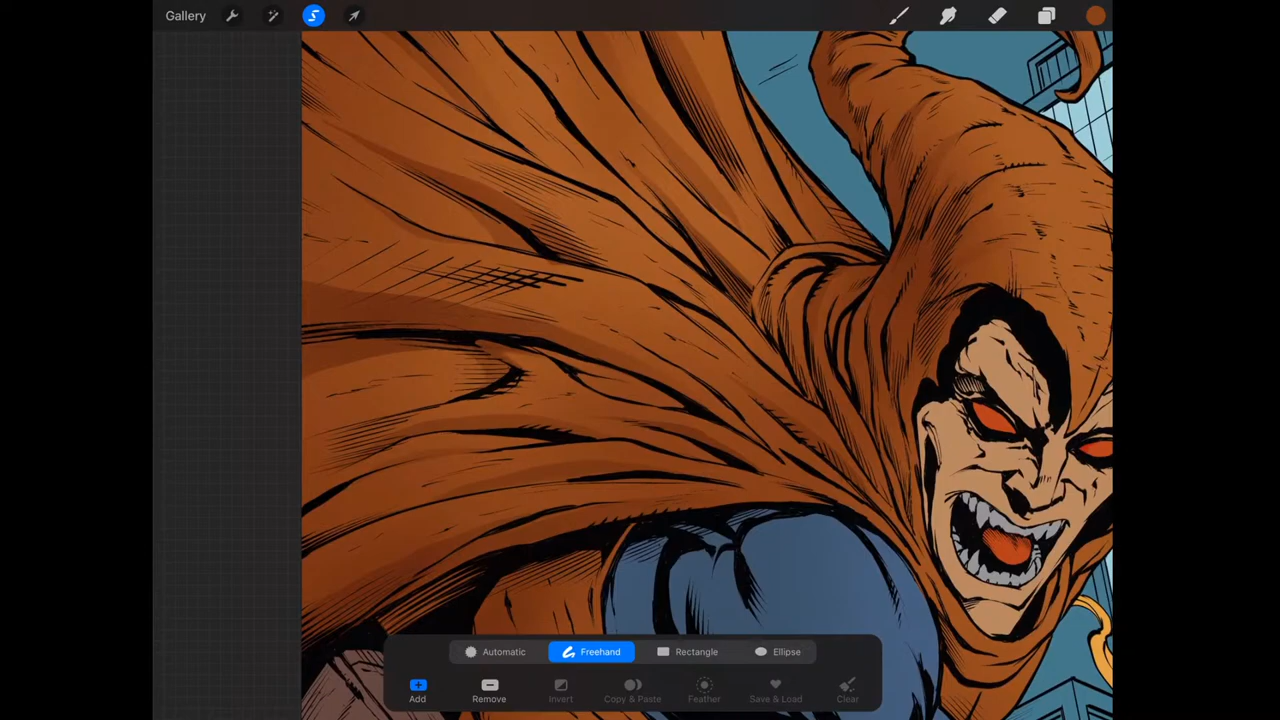 Gallery
Automatic Freehand Rectangle Ellipse
Add Remove Invert Copy & Paste Feather Save & Load Clear